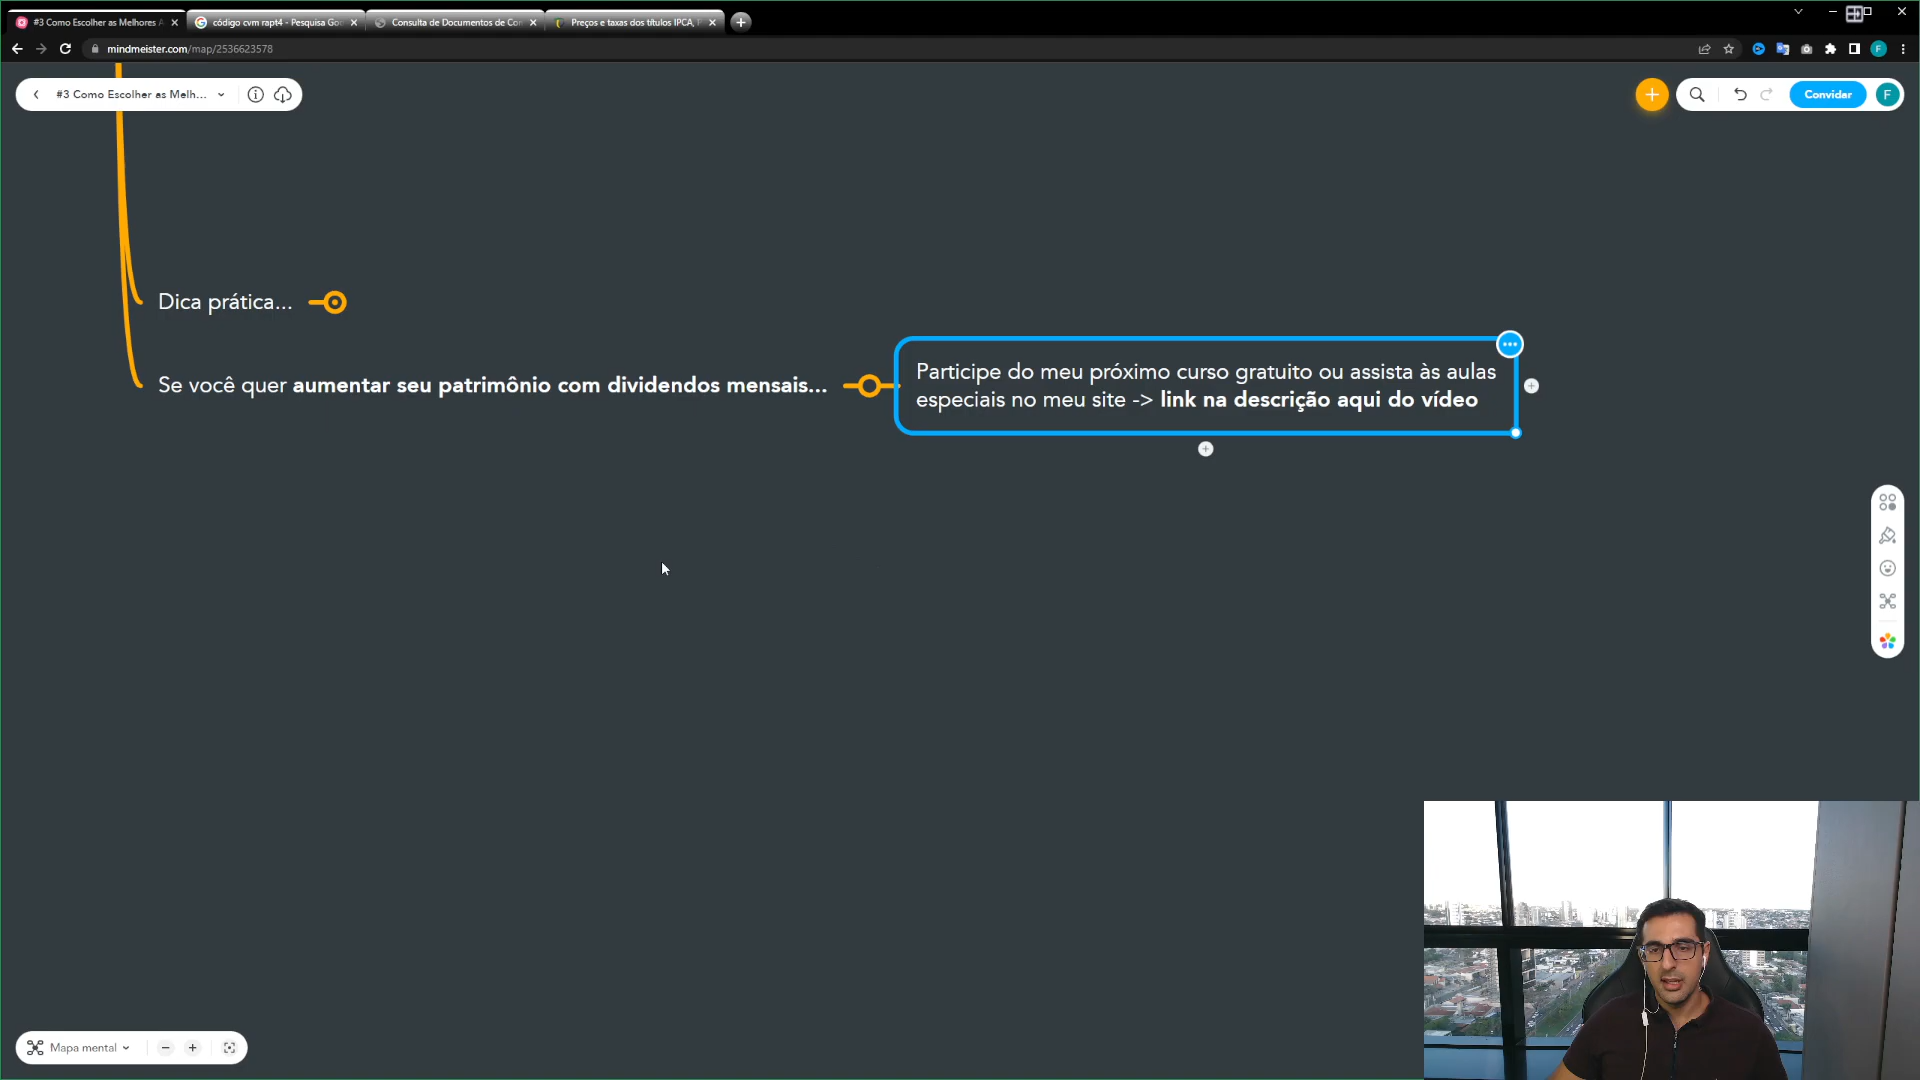 #3 Como Escolher as Melhores A
código cvm rapt4 - Pesquisa Goo
Consulta de Documentos de Con
Preços e taxas dos títulos IPCA, P
mindmeister.com/map/2536623578
F
#3 Como Escolher as Melh...
Convidar
F
Dica prática...
Se você quer aumentar seu patrimônio com dividendos mensais...
Participe do meu próximo curso gratuito ou assista às aulas
especiais no meu site -> link na descrição aqui do vídeo
Mapa mental